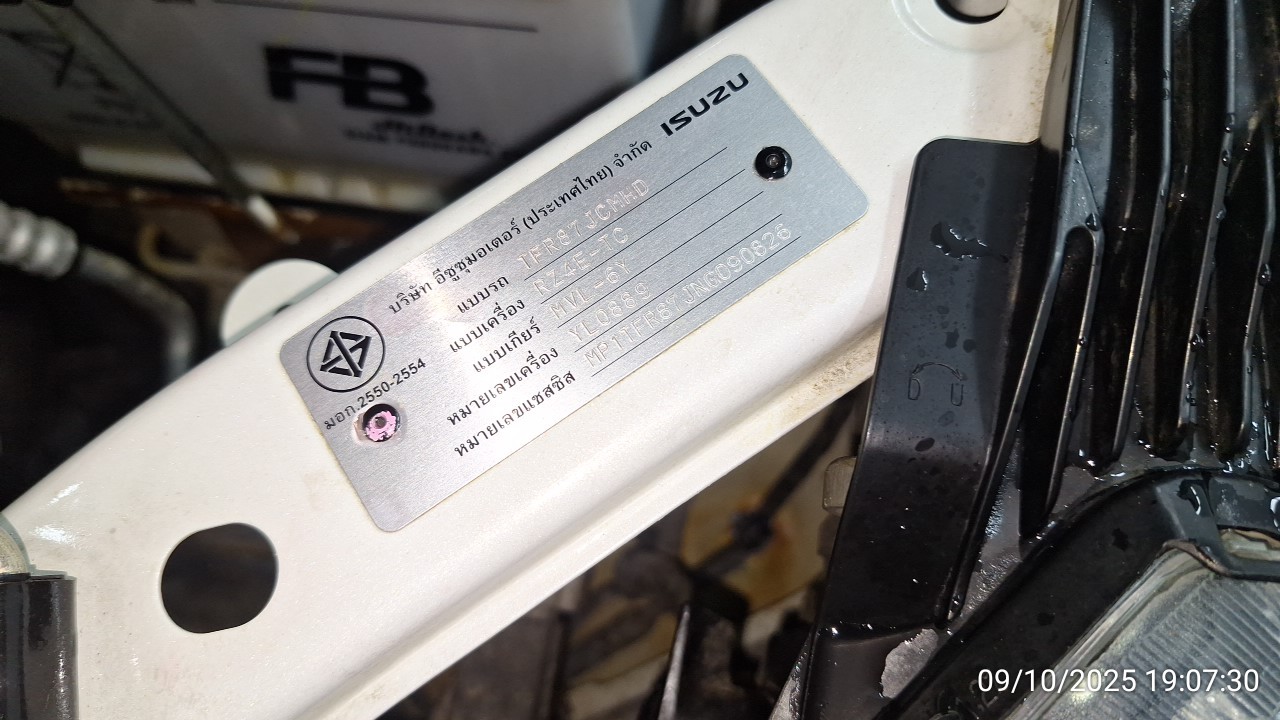 FB
ISUZU
บริษัท อีซูซุมอเตอร์ (ประเทศไทย) จำกัด
แบบรถ TFR87JCMHD
แบบเครื่อง RZ4E-TC
แบบเกียร์ MVL-6Y
หมายเลขเครื่อง YL0869
หมายเลขแชสซิส MP1TFR87JN6090826
มอก.2550-2554
09/10/2025 19:07:30